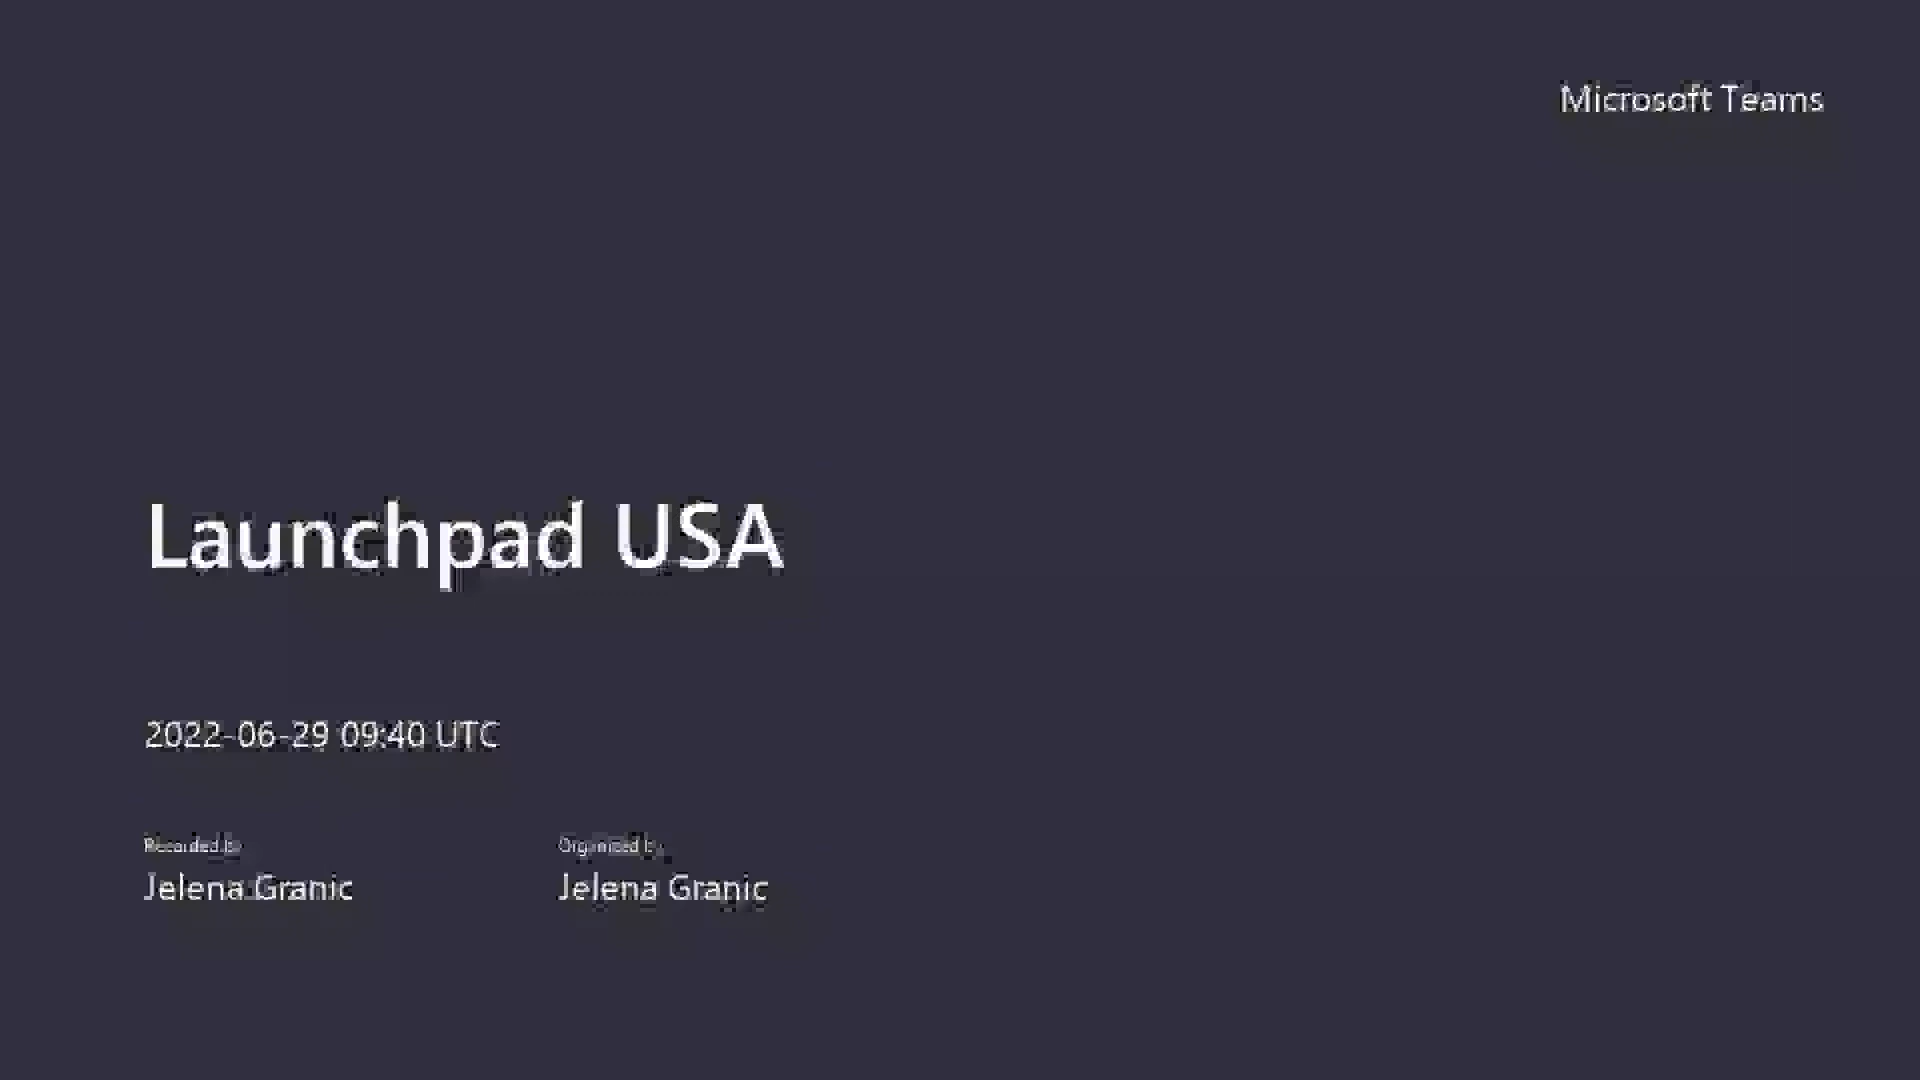 Microsoft Teams
Launchpad USA
2022-06-29 09:40 UTC
Recorded by
Organized by
Jelena Granic
Jelena Granic